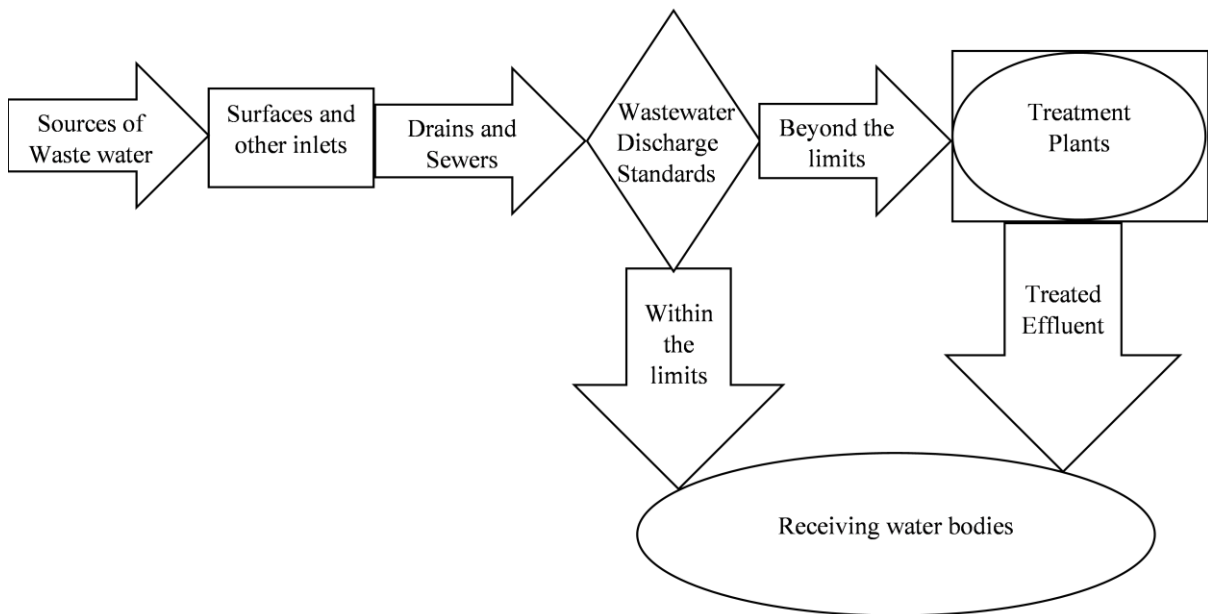 Sources of
Waste water
Surfaces and
other inlets
Drains and
Sewers
Wastewater
Discharge
Standards
Beyond the
limits
Treatment
Plants
Within
the
limits
Treated
Effluent
Receiving water bodies